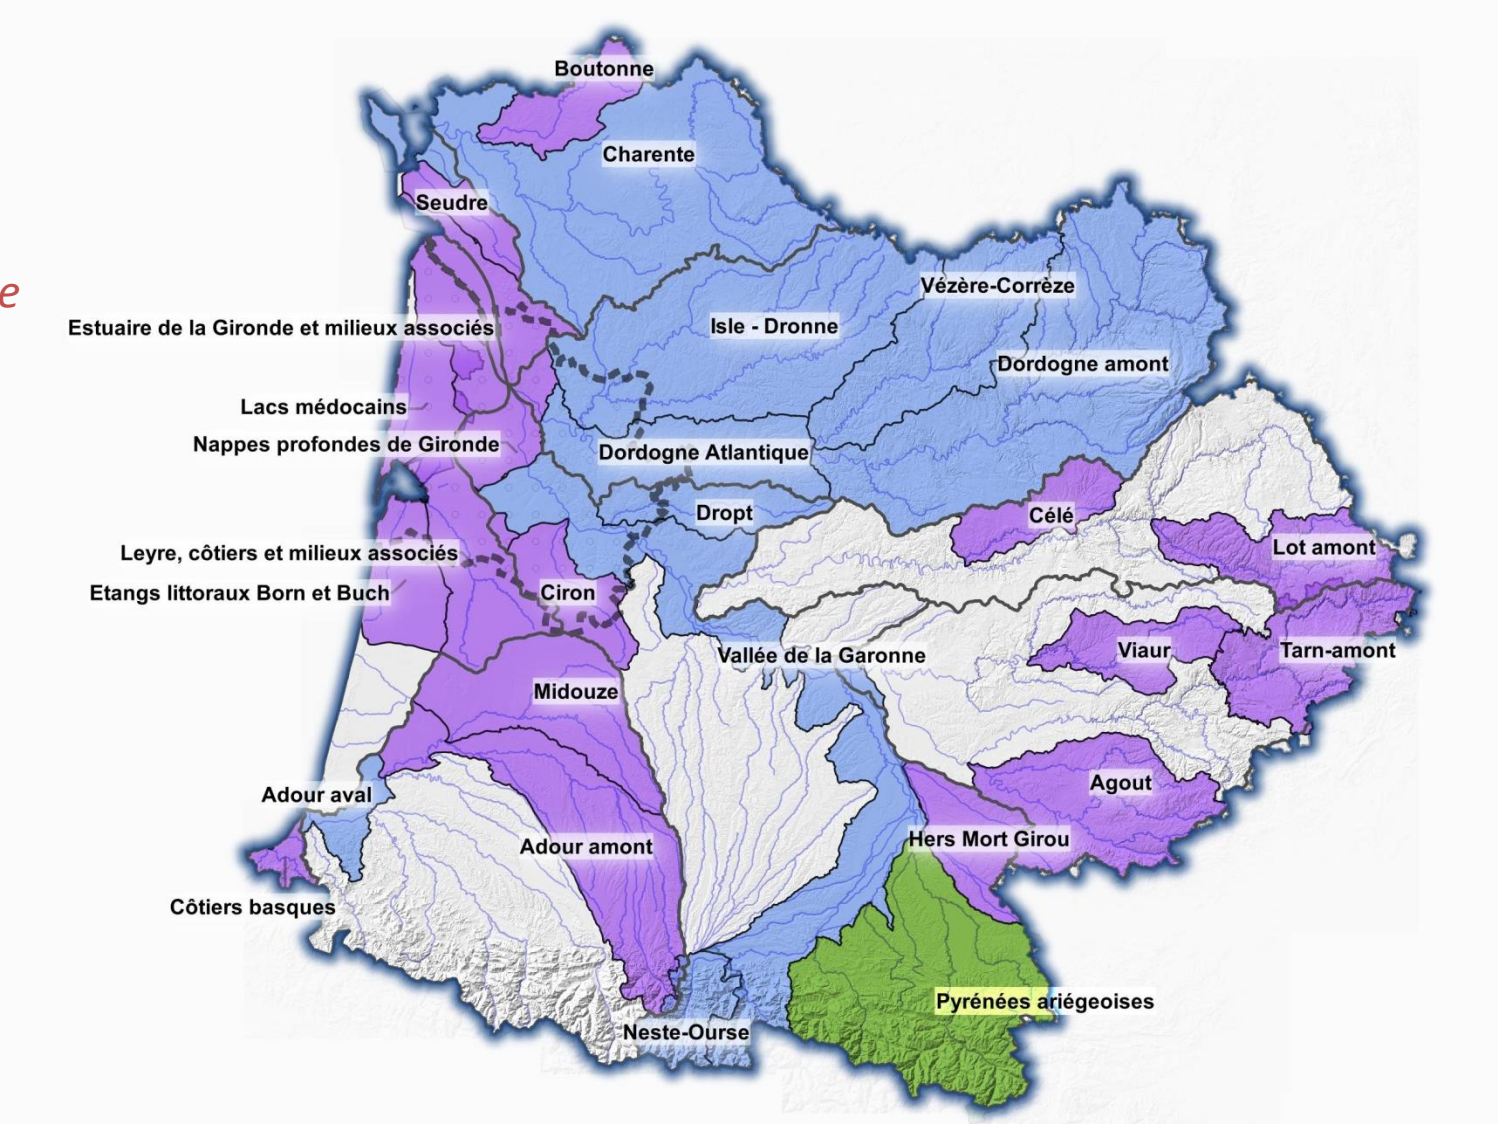 Boutonne
Charente
Seudre
Vézère-Corrèze
e
Isle - Dronne
Estuaire de la Gironde et milieux associés
Dordogne amont
Lacs médocains
Nappes profondes de Gironde
Dordogne Atlantique
Dropt
Célé
Lot amont
Leyre, côtiers et milieux associés
Etangs littoraux Born et Buch
Ciron
Viaur
Tarn-amont
Vallée de la Garonne
Midouze
Agout
Adour aval
Hers Mort Girou
Adour amont
Côtiers basques
Pyrénées ariégeoises
Neste-Ourse